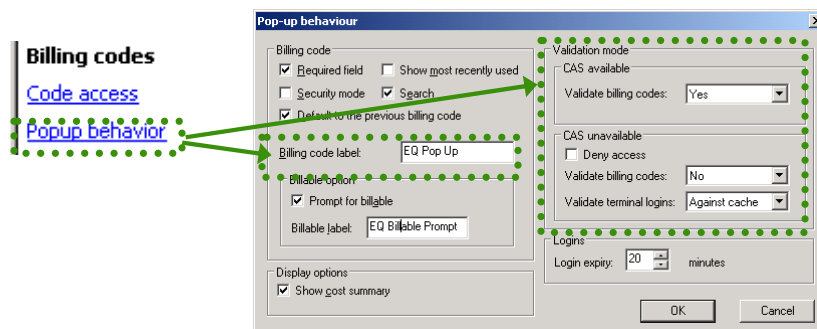 Billing codes
Code access
Popup behavior
Pop-up behaviour
Billing code
Required field Show most recently used
Security mode Search
Default to the previous billing code
Billing code label: EQ Pop Up
Billable option
Prompt for billable
Billable label: EQ Billable Prompt
Display options
Show cost summary
Validation mode
CAS available
Validate billing codes: Yes
CAS unavailable
Deny access
Validate billing codes: No
Validate terminal logins: Against cache
Logins
Login expiry: 20 minutes
OK Cancel